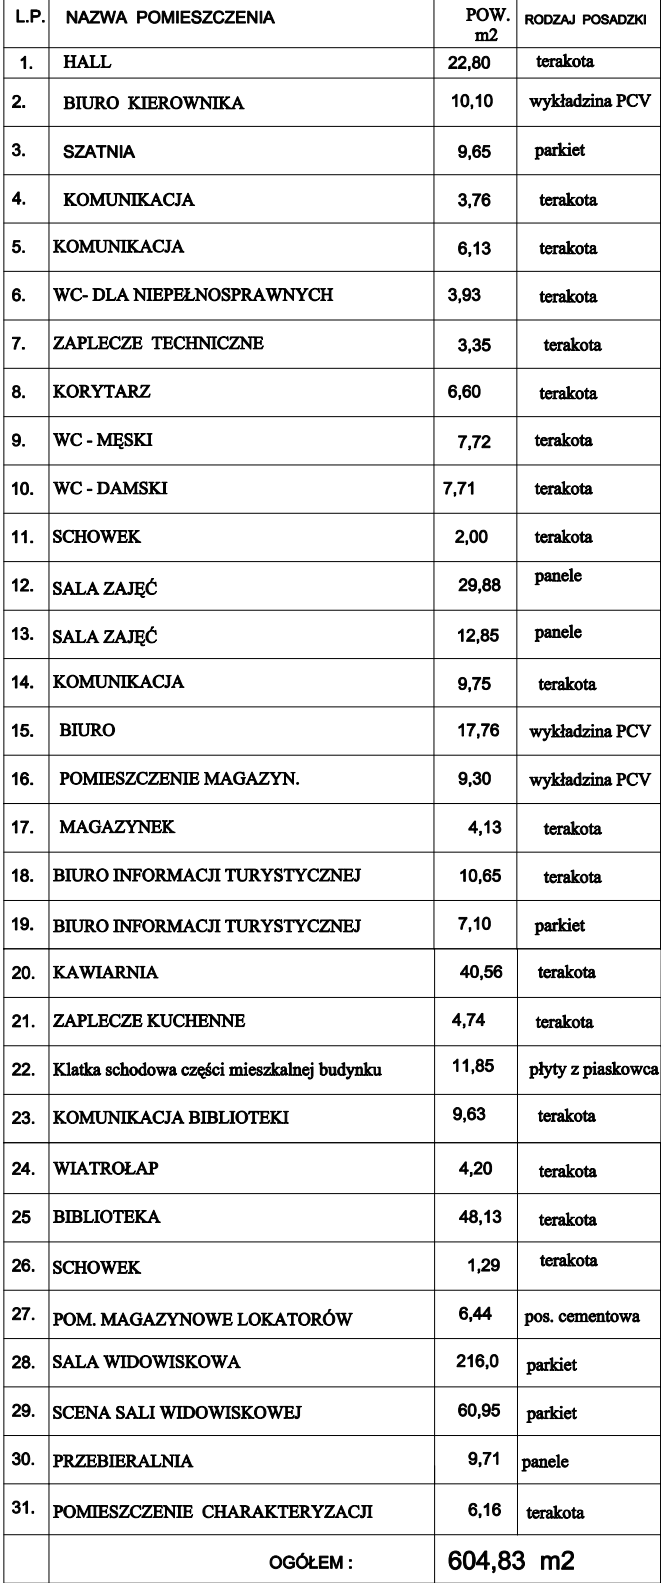 L.P. NAZWA POMIESZCZENIA POW. m2 RODZAJ POSADZKI
1. HALL 22,80 terakota
2. BIURO KIEROWNIKA 10,10 wykładzina PCV
3. SZATNIA 9,65 parkiet
4. KOMUNIKACJA 3,76 terakota
5. KOMUNIKACJA 6,13 terakota
6. WC- DLA NIEPEŁNOSPRAWNYCH 3,93 terakota
7. ZAPLECZE TECHNICZNE 3,35 terakota
8. KORYTARZ 6,60 terakota
9. WC - MĘSKI 7,72 terakota
10. WC - DAMSKI 7,71 terakota
11. SCHOWEK 2,00 terakota
12. SALA ZAJĘĆ 29,88 panele
13. SALA ZAJĘĆ 12,85 panele
14. KOMUNIKACJA 9,75 terakota
15. BIURO 17,76 wykładzina PCV
16. POMIESZCZENIE MAGAZYN. 9,30 wykładzina PCV
17. MAGAZYNEK 4,13 terakota
18. BIURO INFORMACJI TURYSTYCZNEJ 10,65 terakota
19. BIURO INFORMACJI TURYSTYCZNEJ 7,10 parkiet
20. KAWIARNIA 40,56 terakota
21. ZAPLECZE KUCHENNE 4,74 terakota
22. Klatka schodowa części mieszkalnej budynku 11,85 płyty z piaskowca
23. KOMUNIKACJA BIBLIOTEKI 9,63 terakota
24. WIATROŁAP 4,20 terakota
25 BIBLIOTEKA 48,13 terakota
26. SCHOWEK 1,29 terakota
27. POM. MAGAZYNOWE LOKATORÓW 6,44 pos. cementowa
28. SALA WIDOWISKOWA 216,0 parkiet
29. SCENA SALI WIDOWISKOWEJ 60,95 parkiet
30. PRZEBIERALNIA 9,71 panele
31. POMIESZCZENIE CHARAKTERYZACJI 6,16 terakota
OGÓŁEM : 604,83 m2